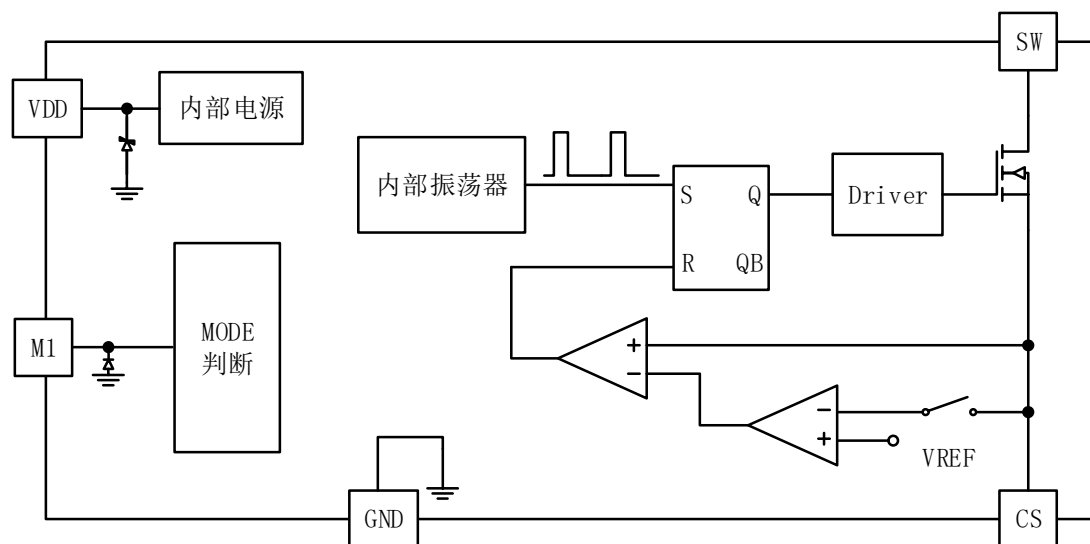 SW
VDD
内部电源
内部振荡器
S
Q
Driver
R
QB
M1
MODE
判断
+
−
−
+
VREF
GND
CS